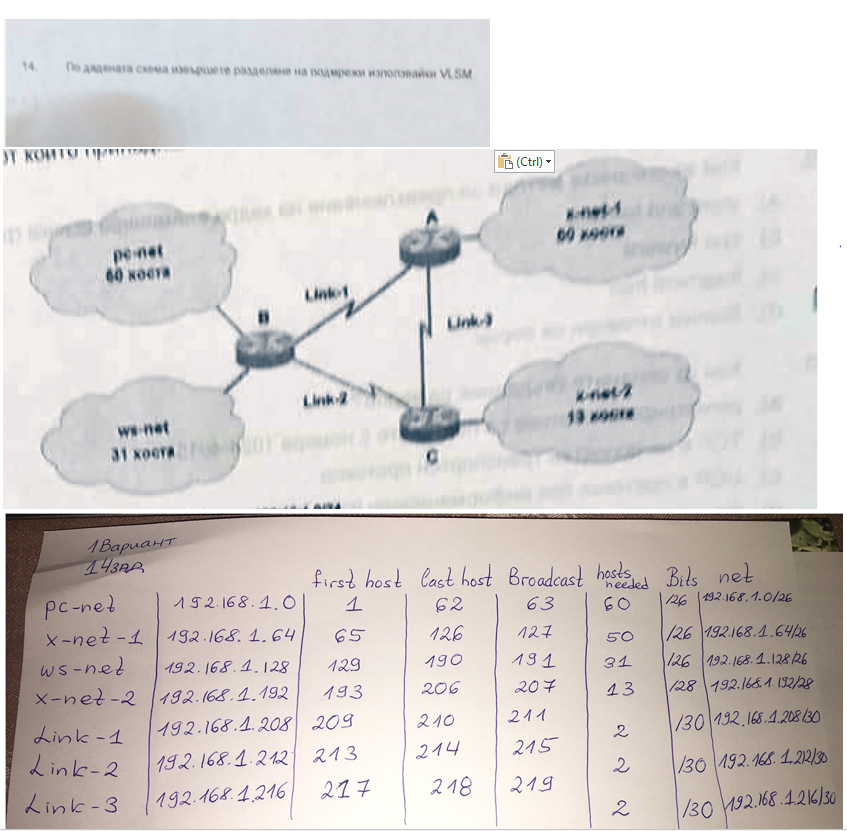 14. По дадената схема извършете разделяне на подмрежи използвайки VLSM
(Ctrl)
от които
A
x-net-1
хоста
pc-net
60 хоста
Link-1
B
Link-3
Link-2
x-net-2
13 хоста
ws-net
31 хоста
C
1 Вариант
14 зад
first host last host Broadcast hosts needed Bits net
pc-net 192.168.1.0 1 62 63 60 /26 192.168.1.0/26
x-net-1 192.168.1.64 65 126 127 50 /26 192.168.1.64/26
ws-net 192.168.1.128 129 190 191 31 /26 192.168.1.128/26
x-net-2 192.168.1.192 193 206 207 13 /28 192.168.1.192/28
Link-1 192.168.1.208 209 210 211 2 /30 192.168.1.208/30
Link-2 192.168.1.212 213 214 215 2 /30 192.168.1.212/30
Link-3 192.168.1.216 217 218 219 2 /30 192.168.1.216/30